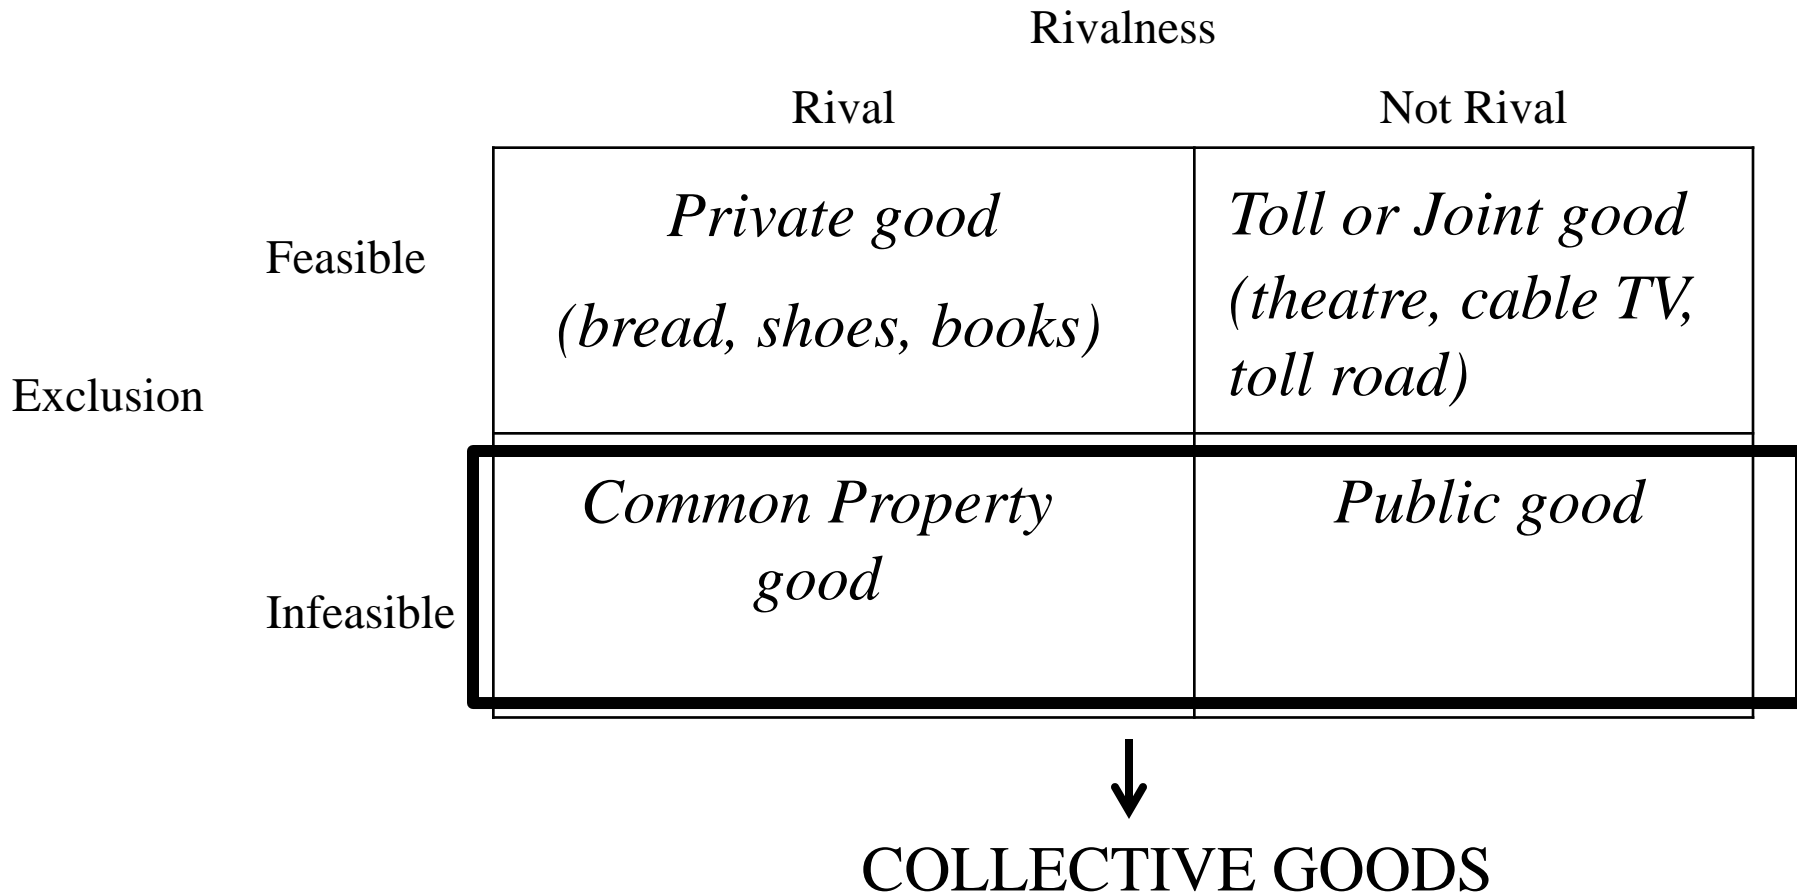 Rivalness
Rival
Not Rival
Exclusion
Feasible
Private good
(bread, shoes, books)
Toll or Joint good
(theatre, cable TV,
toll road)
Infeasible
Common Property
good
Public good
COLLECTIVE GOODS